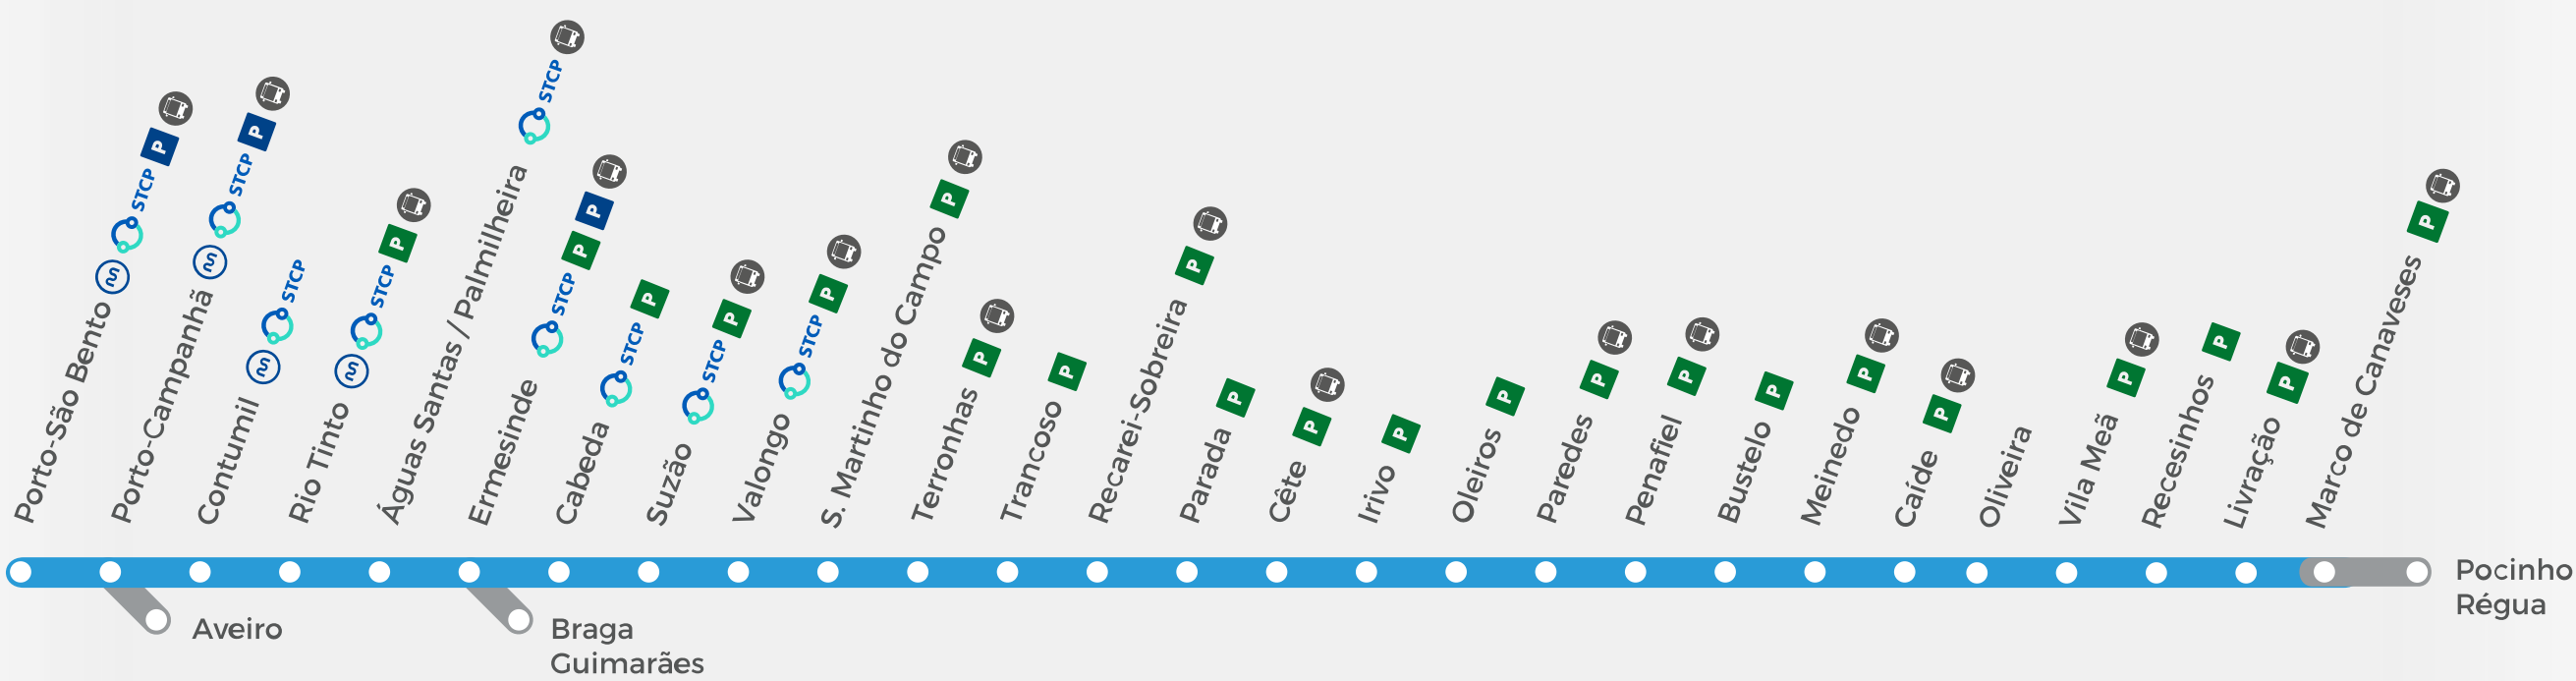 Porto-São Bento STCP P
Porto-Campanhã STCP P
Contumil STCP
Rio Tinto STCP P
Águas Santas / Palmilheira STCP
Ermesinde STCP P P
Cabeda STCP P
Suzão STCP P
Valongo STCP P
S. Martinho do Campo P
Terronhas P
Trancoso P
Recarei-Sobreira P
Parada P
Cête P
Irivo P
Oleiros P
Paredes P
Penafiel P
Bustelo P
Meinedo P
Caíde P
Oliveira
Vila Meã P
Recesinhos P
Livração P
Marco de Canaveses P
Pocinho
Régua
Aveiro
Braga
Guimarães